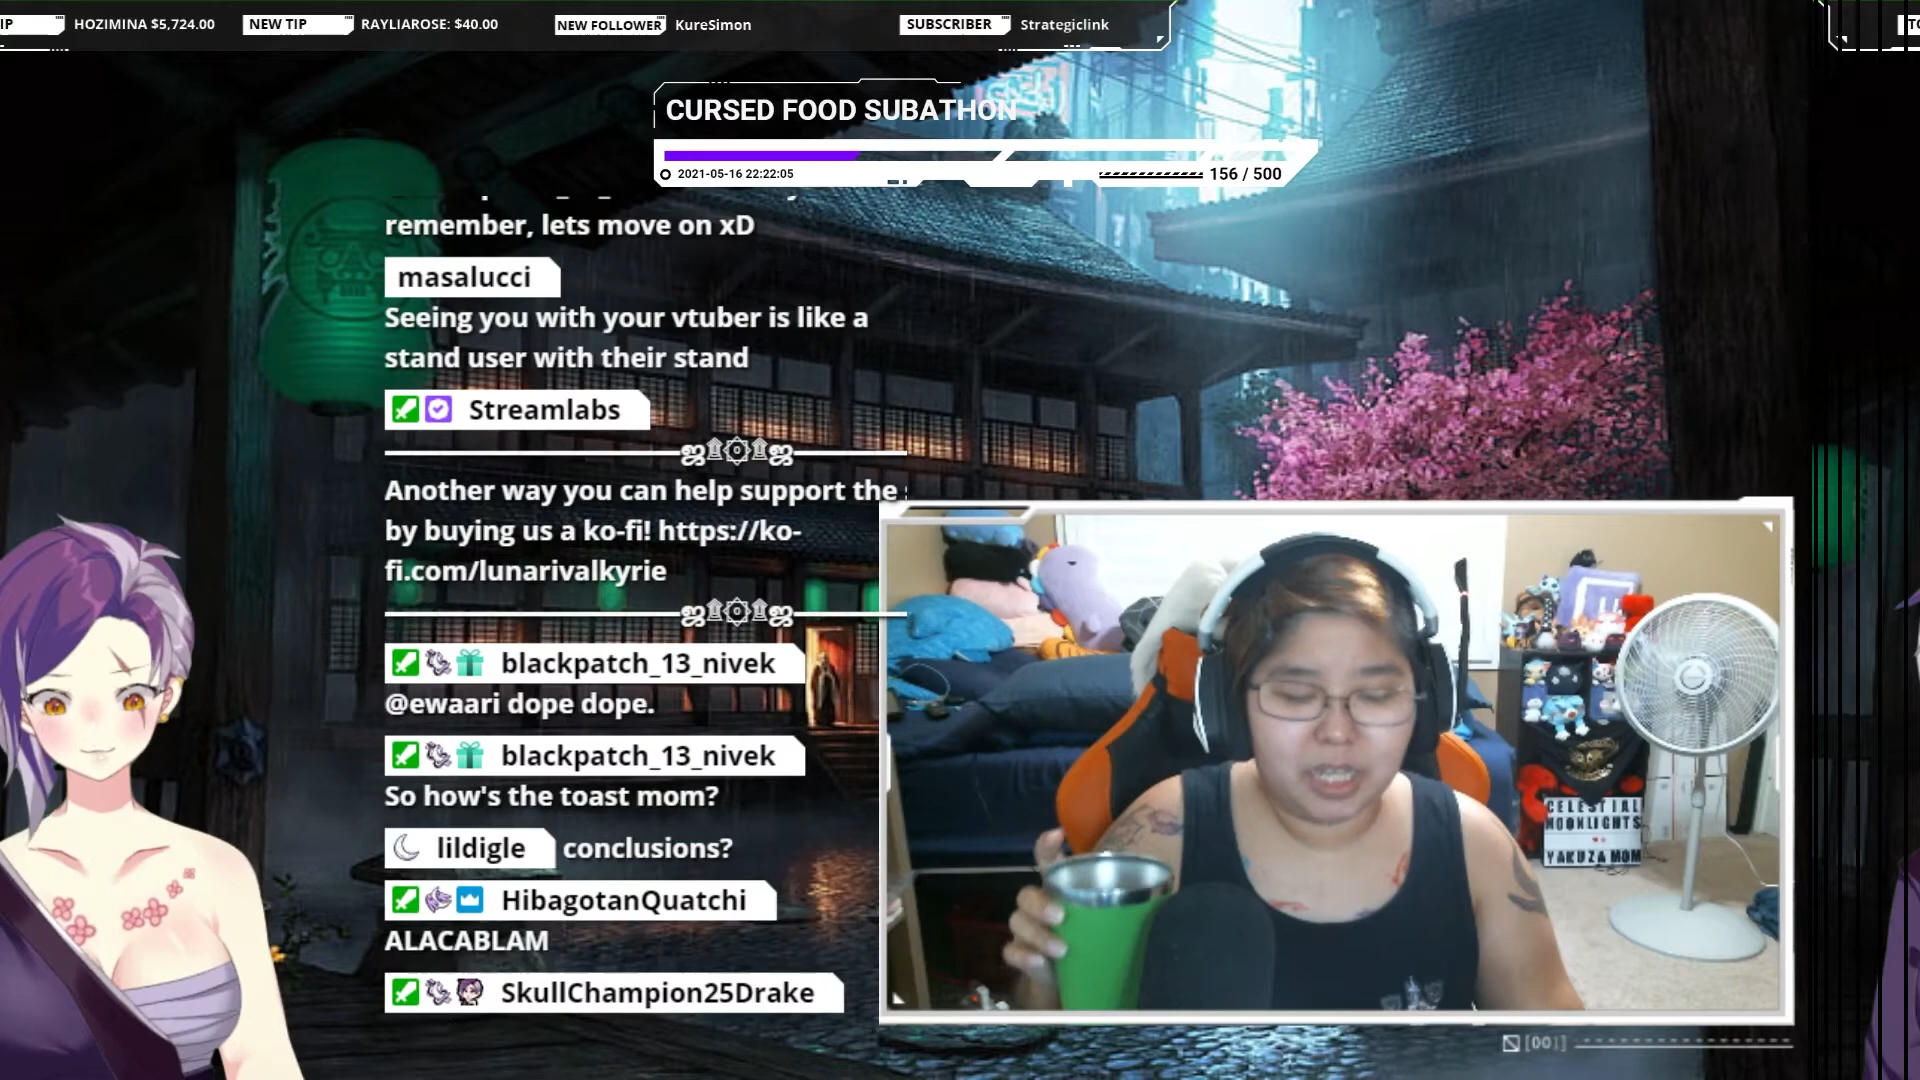 IP HOZIMINA $5,724.00 NEW TIP RAYLIAROSE: $40.00 NEW FOLLOWER KureSimon SUBSCRIBER Strategiclink
CURSED FOOD SUBATHON
2021-05-16 22:22:05 156 / 500
remember, lets move on xD
masalucci
Seeing you with your vtuber is like a
stand user with their stand
Streamlabs
Another way you can help support the
by buying us a ko-fi! https://ko-
fi.com/lunarivalkyrie
blackpatch_13_nivek
@ewaari dope dope.
blackpatch_13_nivek
So how's the toast mom?
lildigle conclusions?
HibagotanQuatchi
ALACABLAM
SkullChampion25Drake
CELESTIAL
MOONLIGHTS
YAKUZA MOM
[001]